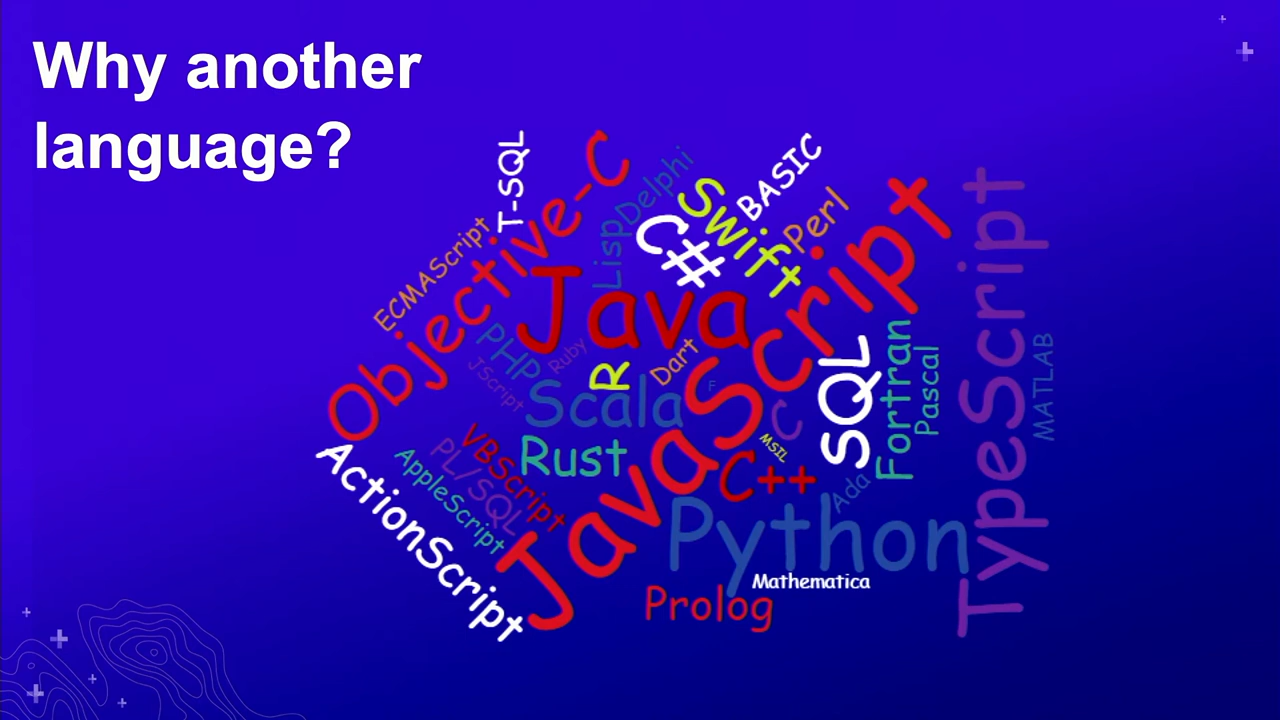 Why another
language?
T-SQL
Objective-C
Delphi
BASIC
Swift
Perl
C#
Lisp
ECMAScript
Java
JavaScript
TypeScript
PHP
Ruby
JScript
R
Dart
F
Scala
SQL
Fortran
Pascal
MATLAB
C
MSIL
Rust
C++
Ada
VBScript
PL/SQL
AppleScript
ActionScript
Python
Mathematica
Prolog